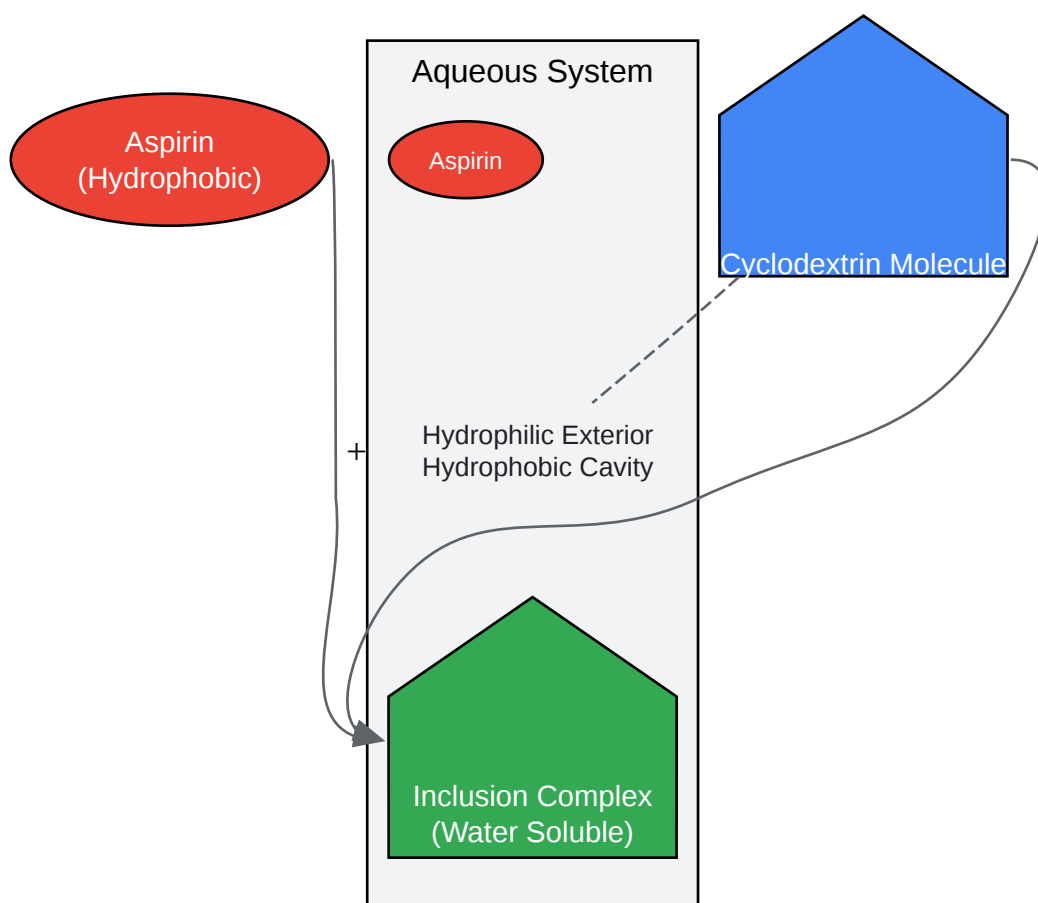 Aqueous System
Aspirin
(Hydrophobic)
Aspirin
Cyclodextrin Molecule
+
Hydrophilic Exterior
Hydrophobic Cavity
Inclusion Complex
(Water Soluble)